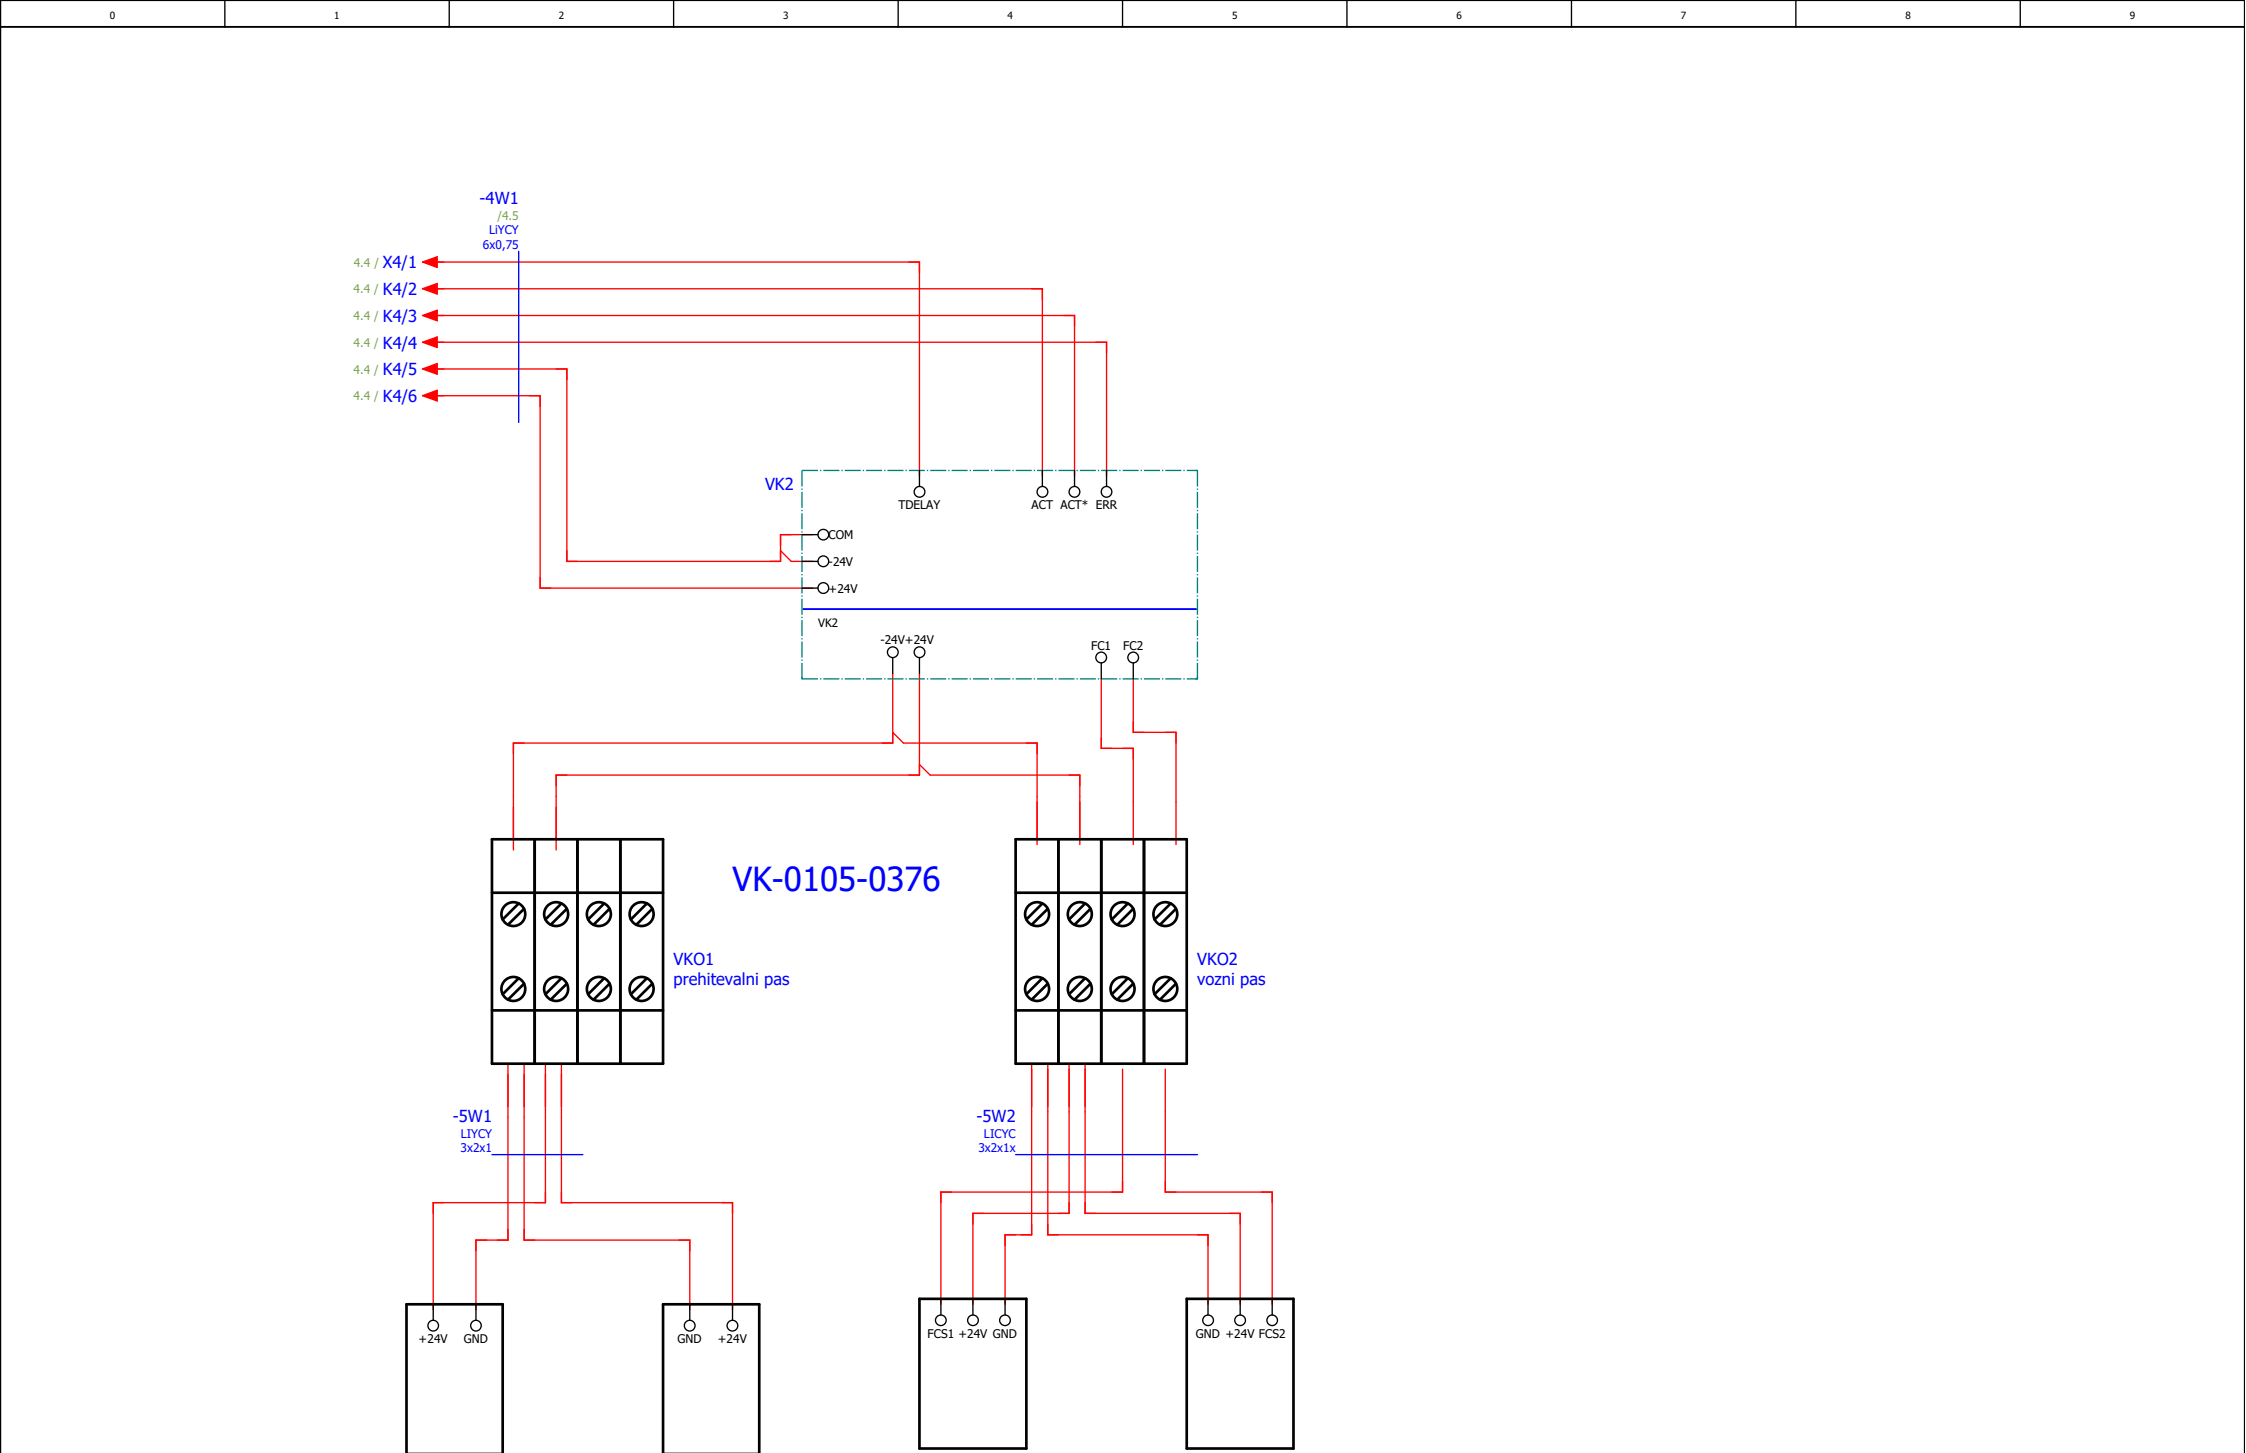 0 1 2 3 4 5 6 7 8 9
-4W1
/4.5
LiYCY
6x0,75
4.4 / X4/1
4.4 / K4/2
4.4 / K4/3
4.4 / K4/4
4.4 / K4/5
4.4 / K4/6
VK2
TDELAY ACT ACT* ERR
COM
-24V
+24V
VK2
-24V +24V FC1 FC2
VK-0105-0376
VKO1
prehitevalni pas
VKO2
vozni pas
-5W1
LIYCY
3x2x1
-5W2
LICYC
3x2x1x
+24V GND
GND +24V
FCS1 +24V GND
GND +24V FCS2